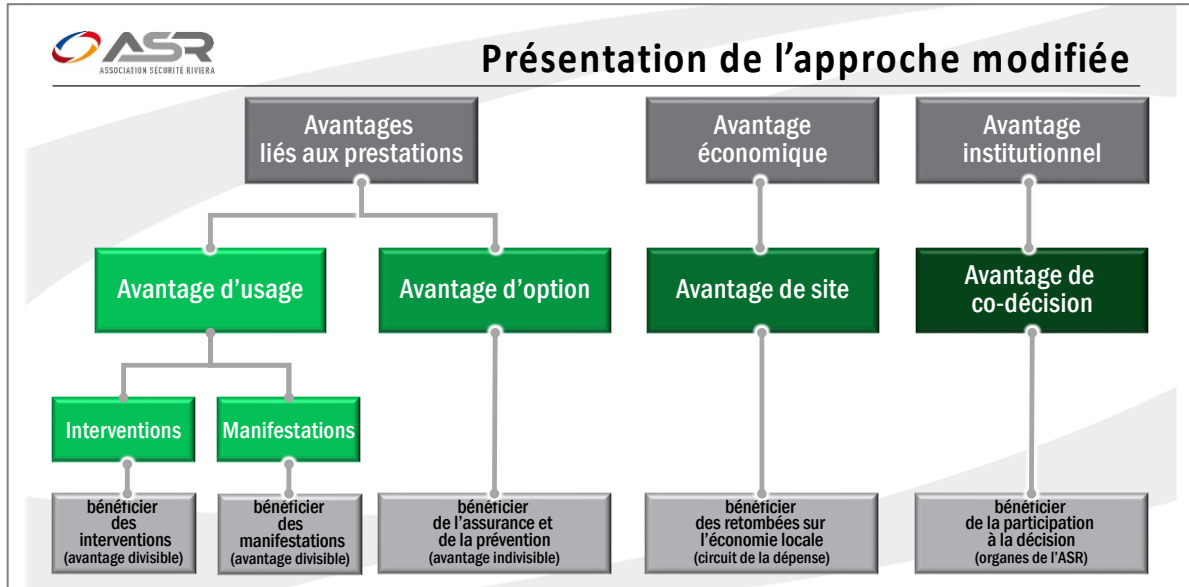 ASR
ASSOCIATION SÉCURITÉ RIVIERA
Présentation de l'approche modifiée
Avantages
liés aux prestations
Avantage
économique
Avantage
institutionnel
Avantage d'usage
Avantage d'option
Avantage de site
Avantage de
co-décision
Interventions
Manifestations
bénéficier
des
interventions
(avantage divisible)
bénéficier
des
manifestations
(avantage divisible)
bénéficier
de l'assurance et
de la prévention
(avantage indivisible)
bénéficier
des retombées sur
l'économie locale
(circuit de la dépense)
bénéficier
de la participation
à la décision
(organes de l'ASR)